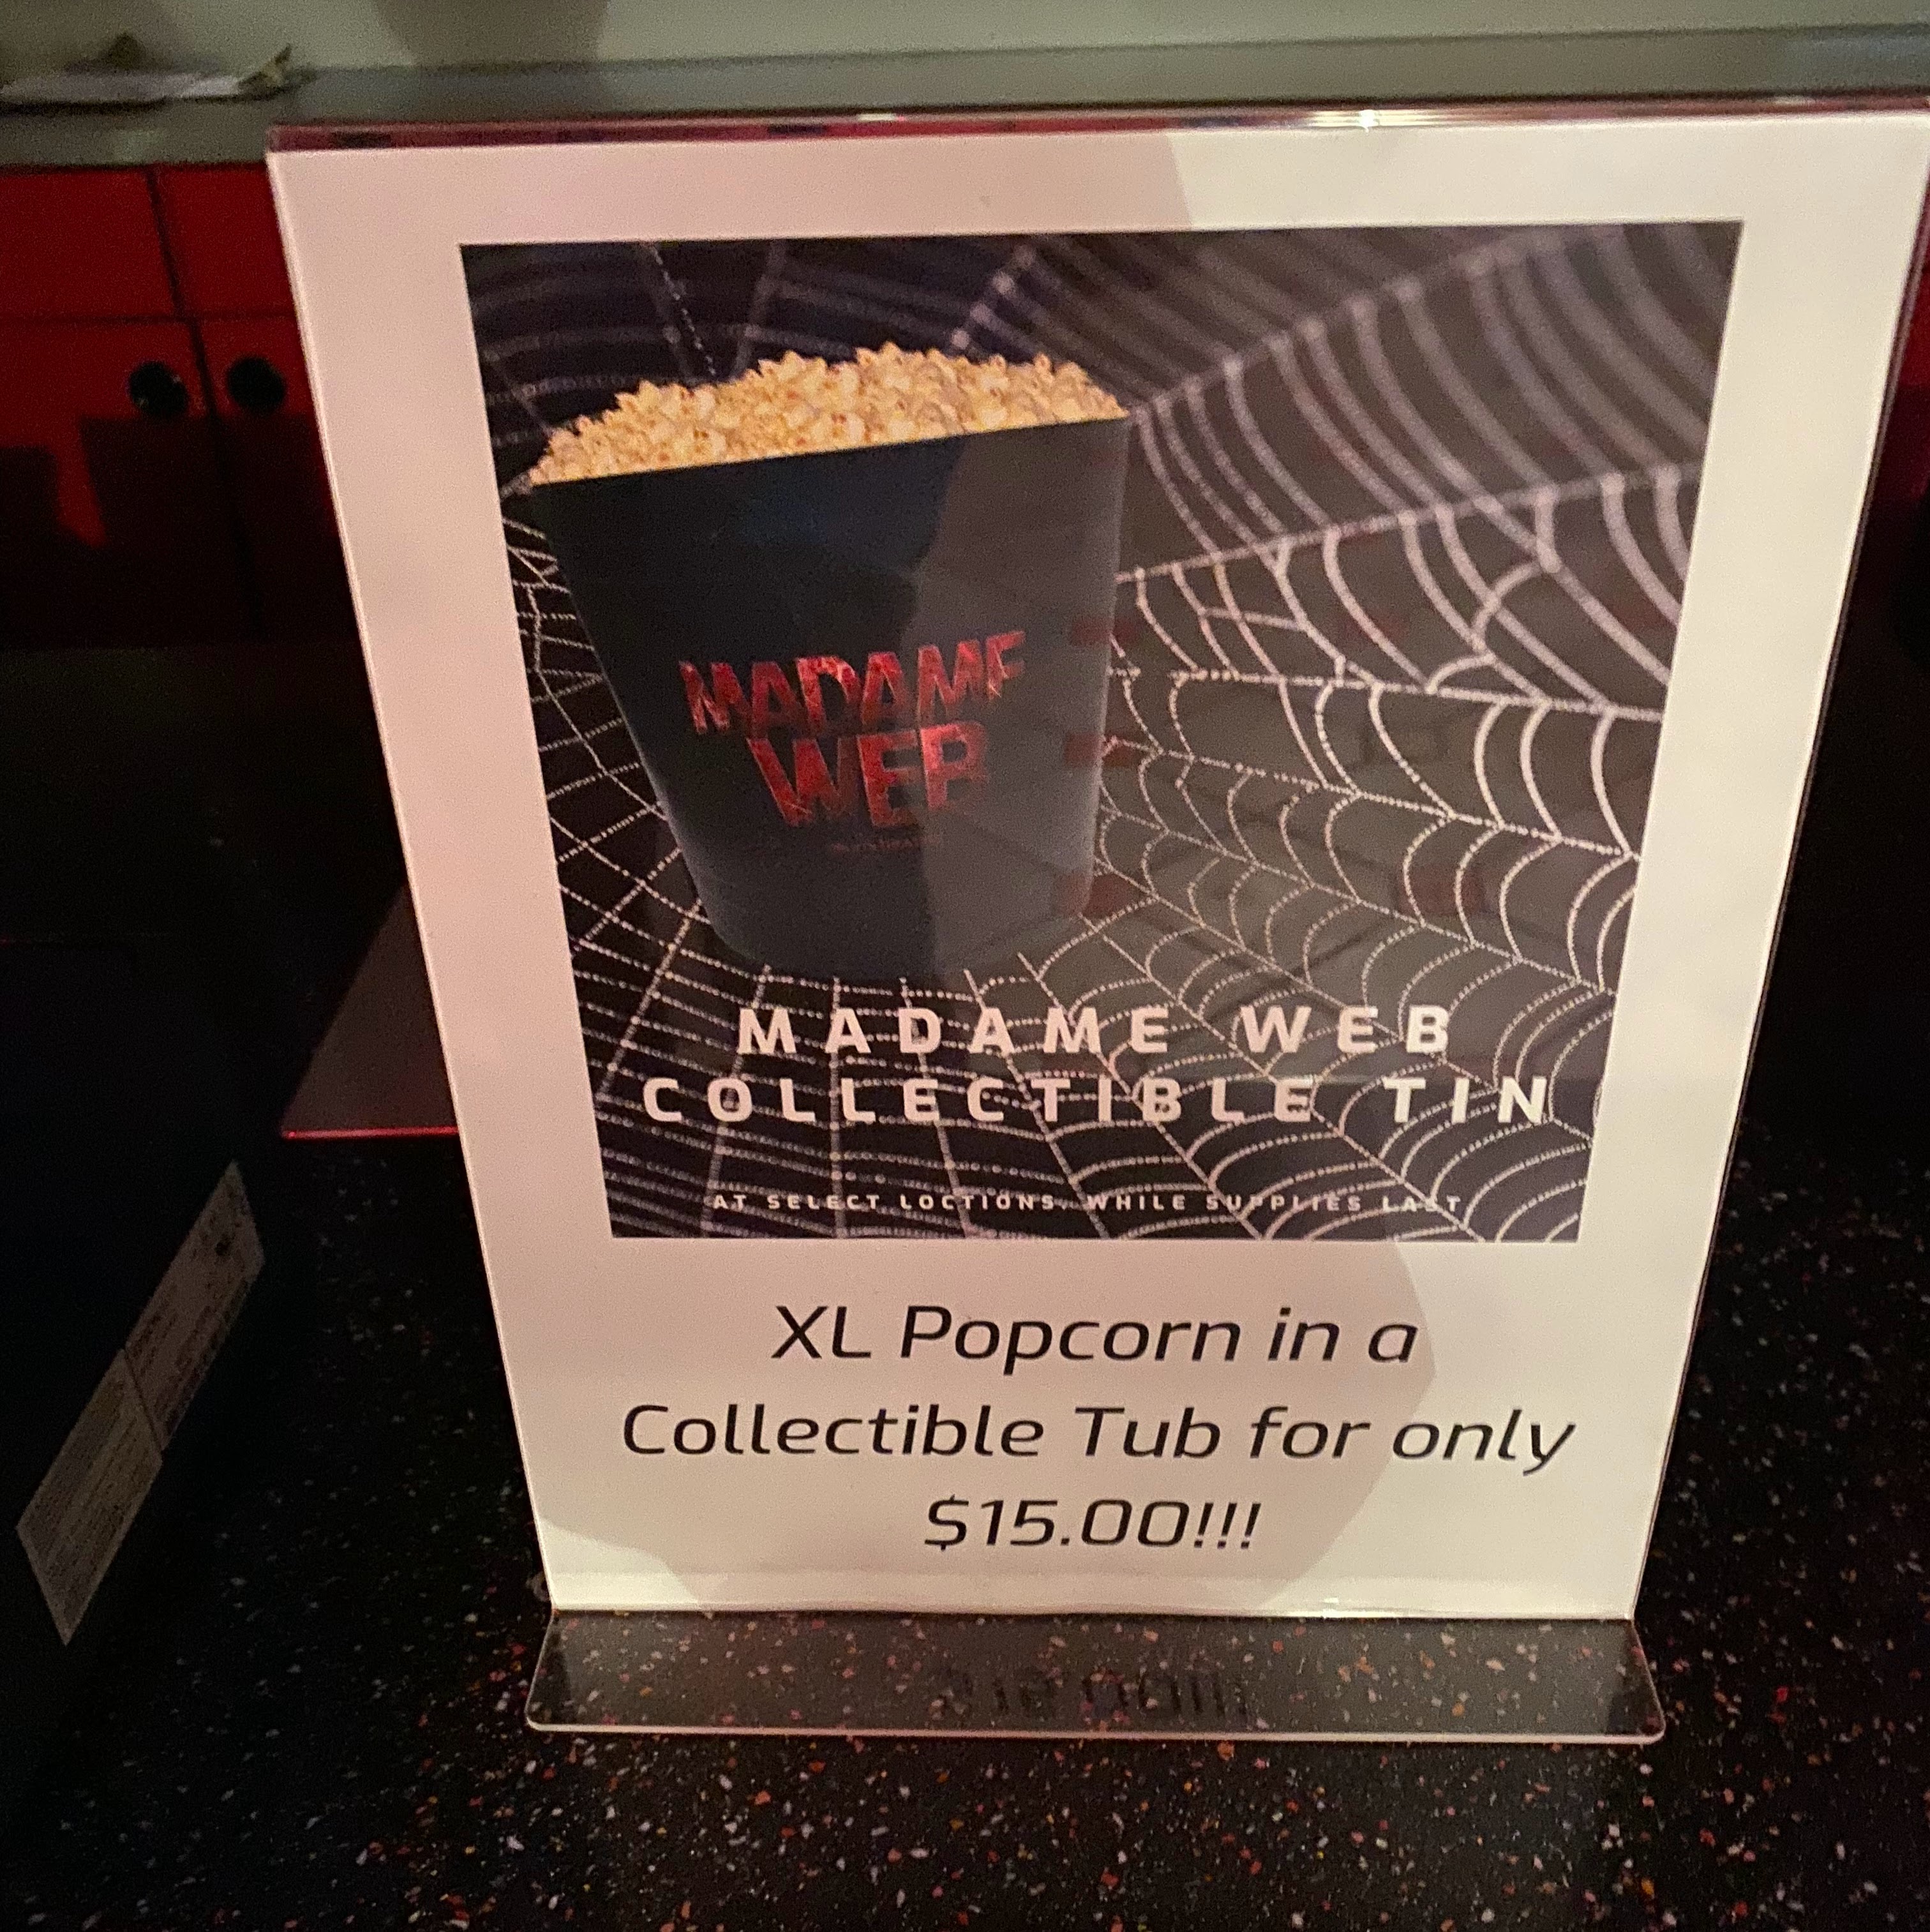 MADAME
WEB
MADAME WEB
COLLECTIBLE TIN
AT SELECT LOCTIONS, WHILE SUPPLIES LAST
XL Popcorn in a
Collectible Tub for only
$15.00!!!